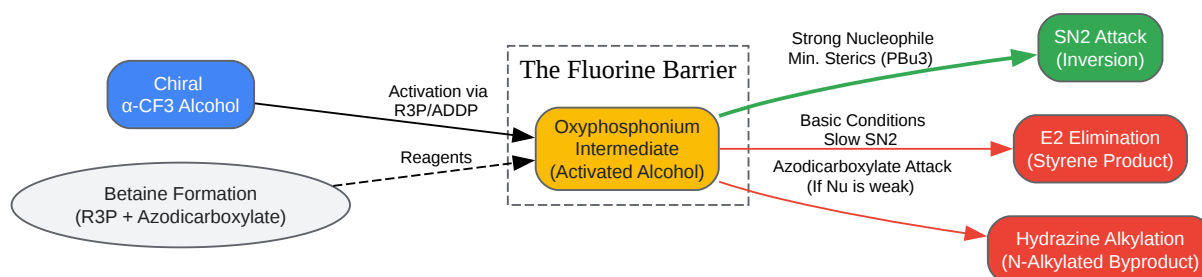 Chiral
α-CF3 Alcohol
Betaine Formation
(R3P + Azodicarboxylate)
Activation via
R3P/ADDP
Reagents
The Fluorine Barrier
Oxyphosphonium
Intermediate
(Activated Alcohol)
Strong Nucleophile
Min. Sterics (PBu3)
Basic Conditions
Slow SN2
Azodicarboxylate Attack
(If Nu is weak)
SN2 Attack
(Inversion)
E2 Elimination
(Styrene Product)
Hydrazine Alkylation
(N-Alkylated Byproduct)